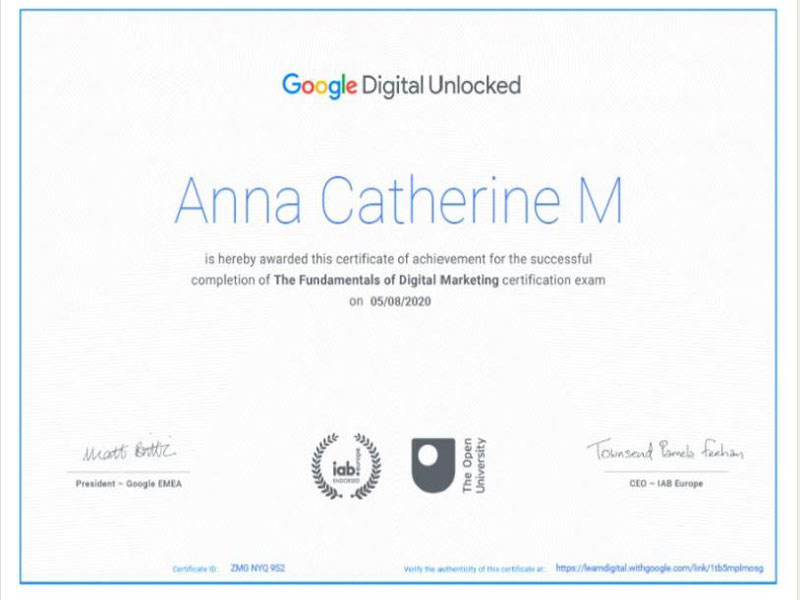 Google Digital Unlocked
Anna Catherine M
is hereby awarded this certificate of achievement for the successful
completion of The Fundamentals of Digital Marketing certification exam
on 05/08/2020
Townsend Pamela Feehan
iab: europe
ENDORSED
The Open
University
President – Google EMEA
CEO – IAB Europe
Certificate ID: ZMG NYQ 9S2
Verify the authenticity of this certificate at: https://learndigital.withgoogle.com/link/1tb5mplmosg